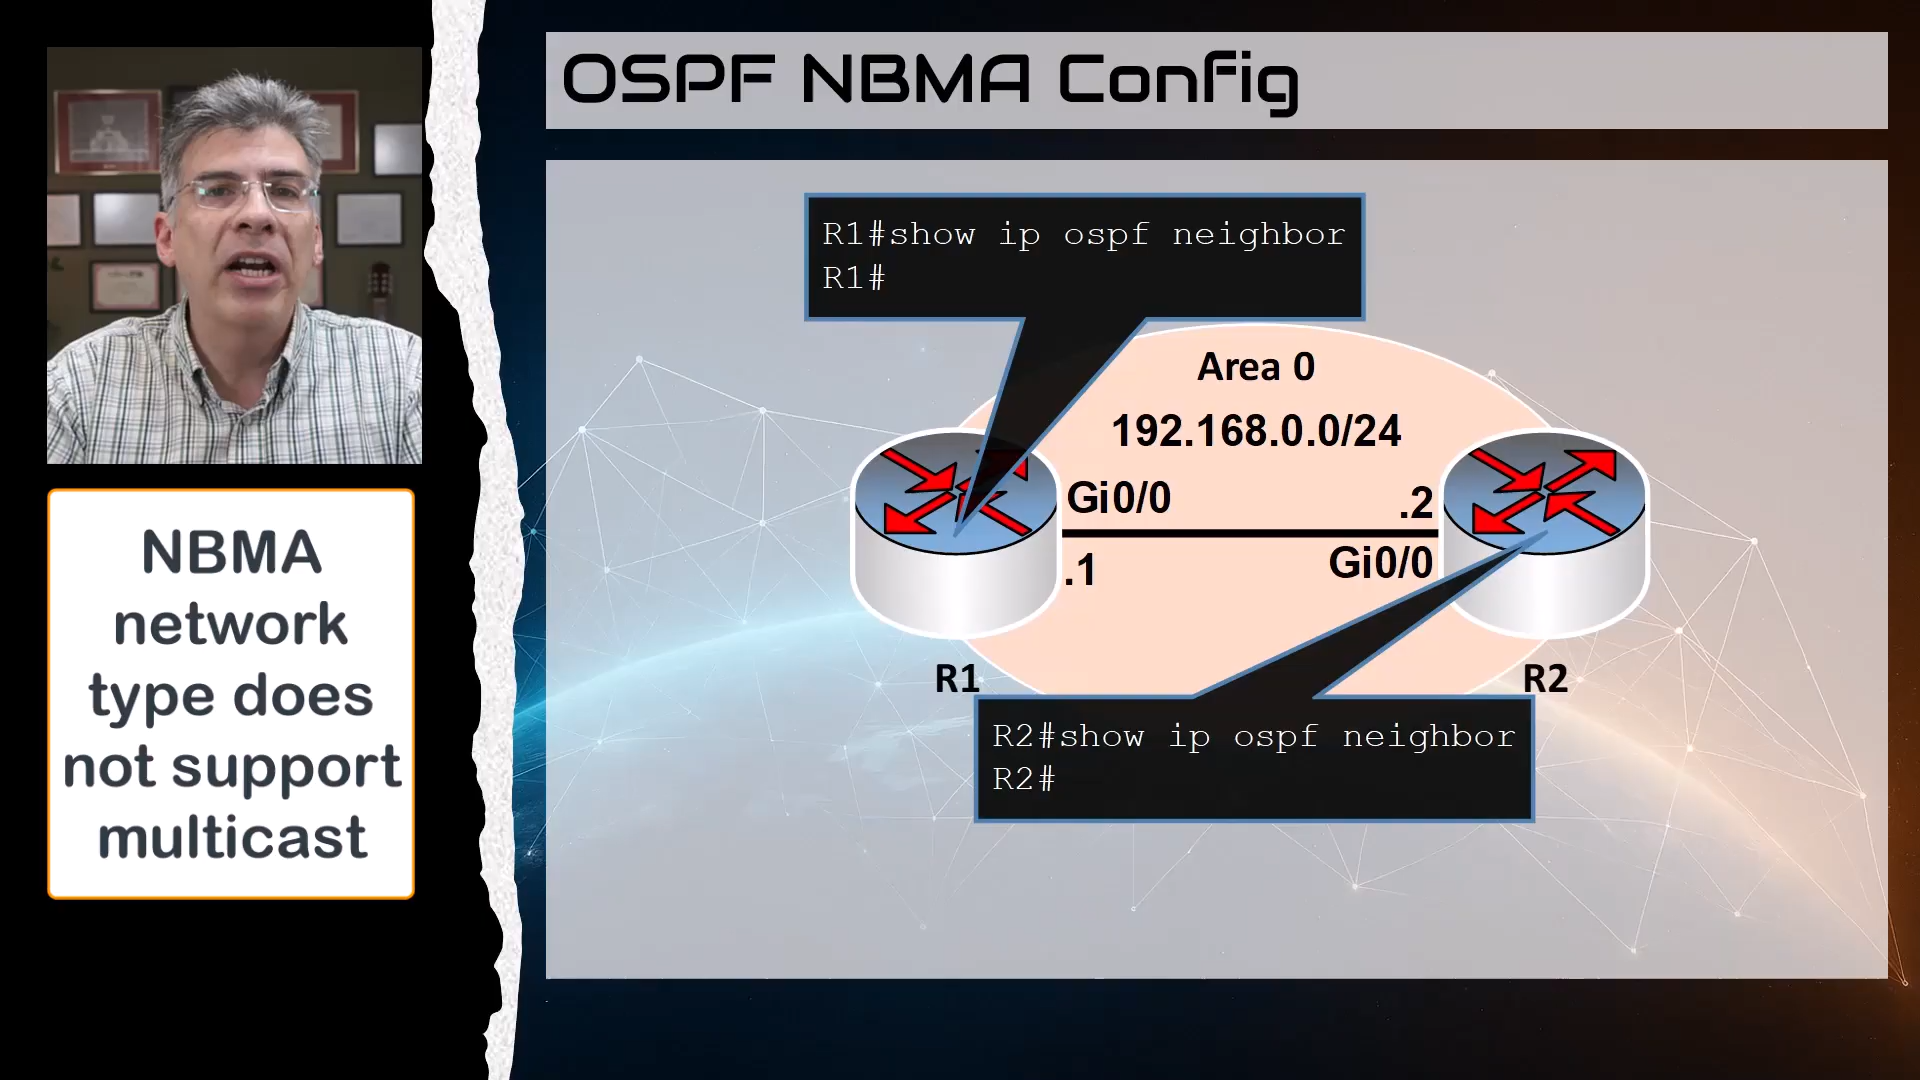 OSPF NBMA Config
R1#show ip ospf neighbor
R1#
Area 0
192.168.0.0/24
Gi0/0
.2
.1
Gi0/0
R1
R2
R2#show ip ospf neighbor
R2#
NBMA
network
type does
not support
multicast